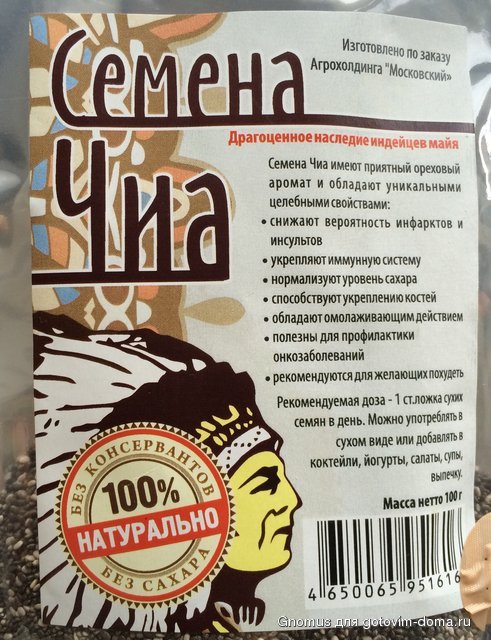 Семена
Чиа
Изготовлено по заказу
Агрохолдинга "Московский"
Драгоценное наследие индейцев майя
Семена Чиа имеют приятный ореховый
аромат и обладают уникальными
целебными свойствами:
• снижают вероятность инфарктов и
инсультов
• укрепляют иммунную систему
• нормализуют уровень сахара
• способствуют укреплению костей
• обладают омолаживающим действием
• полезны для профилактики
онкозаболеваний
• рекомендуются для желающих похудеть
Рекомендуемая доза - 1 ст.ложка сухих
семян в день. Можно употреблять в
сухом виде или добавлять в
коктейли, йогурты, салаты, супы,
выпечку.
Масса нетто 100 г
БЕЗ КОНСЕРВАНТОВ
100%
НАТУРАЛЬНО
БЕЗ САХАРА
4 650065 951616
Gnomus для gotovim-doma.ru